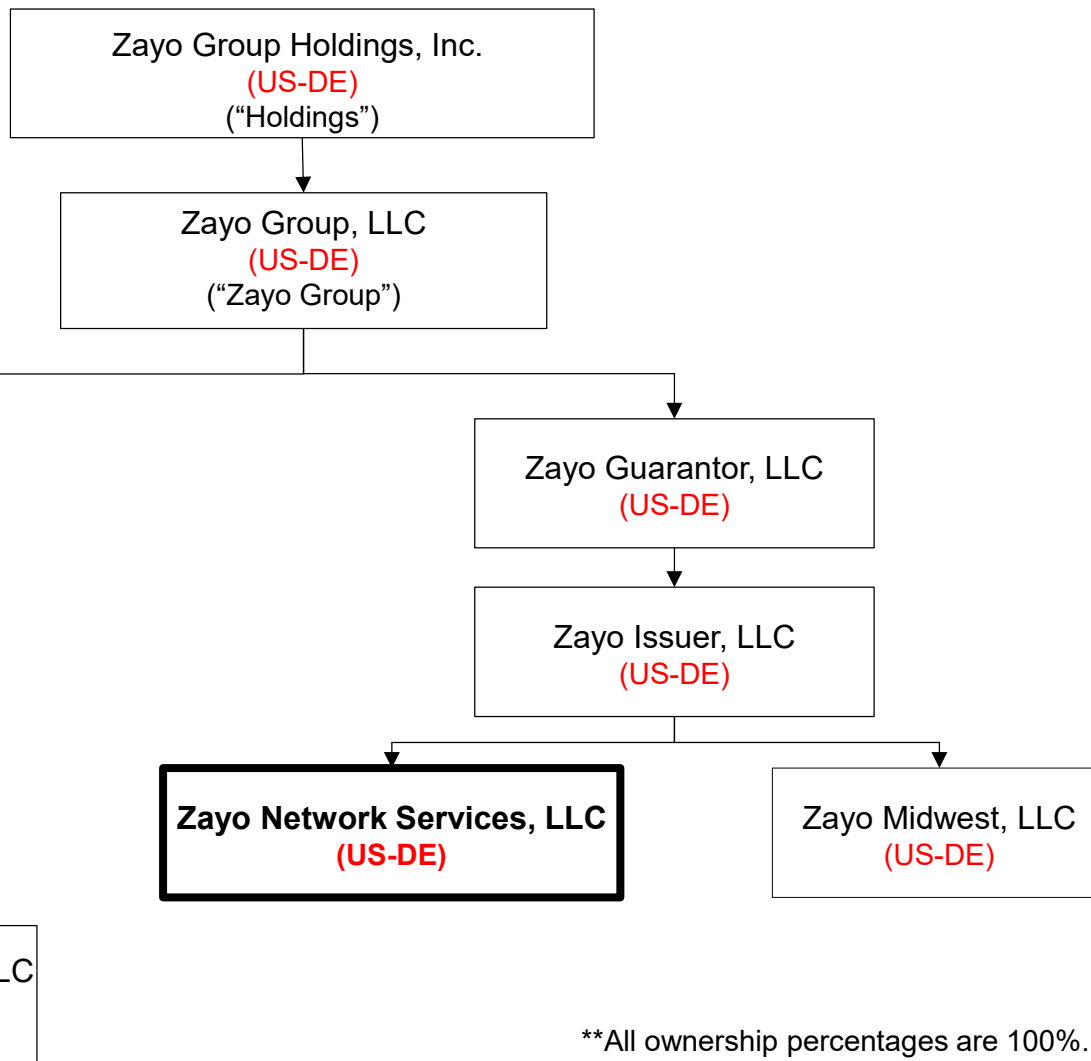 Zayo Group Holdings, Inc.
(US-DE)
(“Holdings”)
Zayo Group, LLC
(US-DE)
(“Zayo Group”)
Zayo Guarantor, LLC
(US-DE)
Zayo Issuer, LLC
(US-DE)
Zayo Network Services, LLC
(US-DE)
Zayo Midwest, LLC
(US-DE)
LC
**All ownership percentages are 100%.